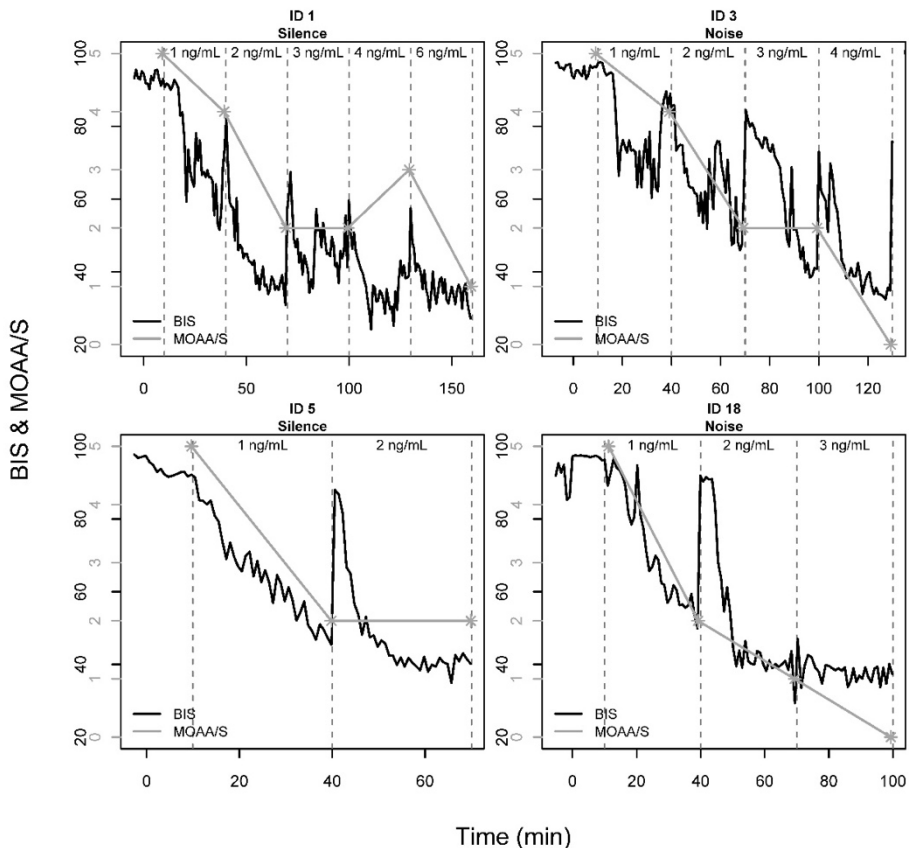 BIS & MOAA/S
ID 1
Silence
1 ng/mL 2 ng/mL 3 ng/mL 4 ng/mL 6 ng/mL
100
80
60
40
20
5
4
3
2
1
0
BIS
MOAA/S
0 50 100 150
ID 3
Noise
1 ng/mL 2 ng/mL 3 ng/mL 4 ng/mL
100
80
60
40
20
5
4
3
2
1
0
BIS
MOAA/S
0 20 40 60 80 100 120
ID 5
Silence
1 ng/mL 2 ng/mL
100
80
60
40
20
5
4
3
2
1
0
BIS
MOAA/S
0 20 40 60
ID 18
Noise
1 ng/mL 2 ng/mL 3 ng/mL
100
80
60
40
20
5
4
3
2
1
0
BIS
MOAA/S
0 20 40 60 80 100
Time (min)